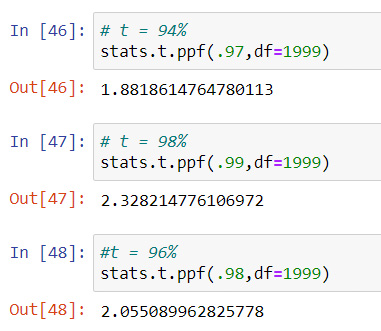 In [46]: # t = 94%
stats.t.ppf(.97,df=1999)
Out[46]: 1.8818614764780113
In [47]: # t = 98%
stats.t.ppf(.99,df=1999)
Out[47]: 2.328214776106972
In [48]: #t = 96%
stats.t.ppf(.98,df=1999)
Out[48]: 2.055089962825778